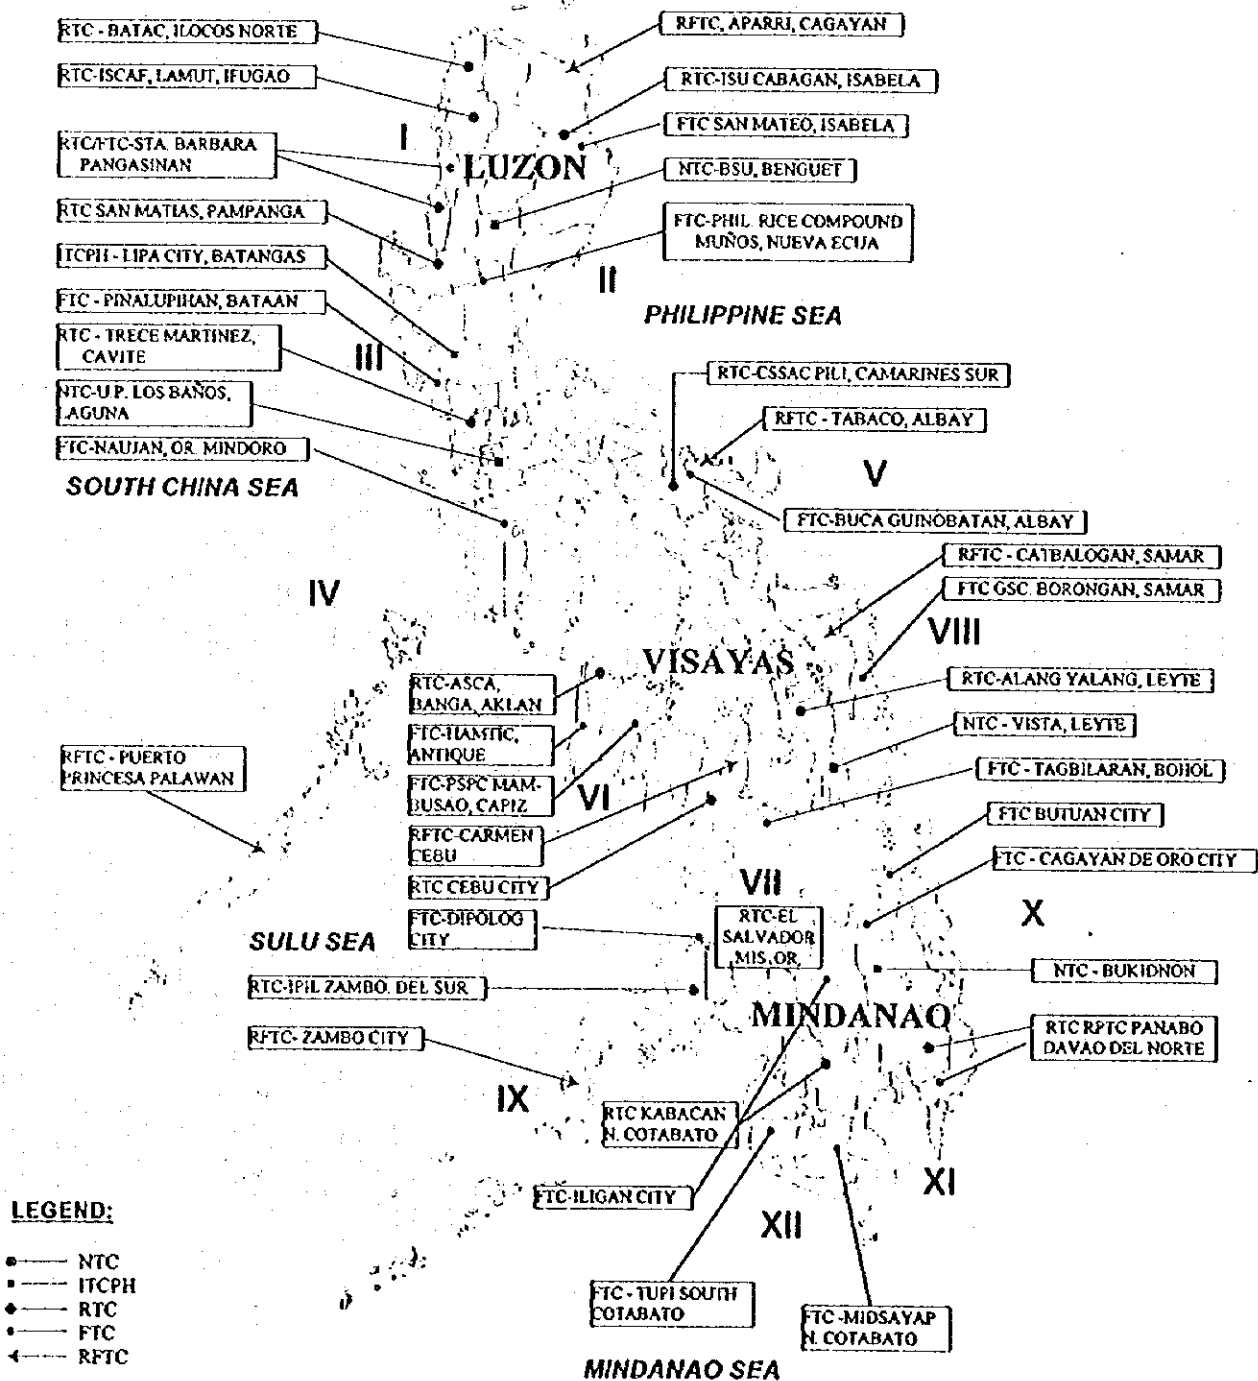 RTC - BATAC, ILOCOS NORTE
RTC-ISCAF, LAMUT, IFUGAO
RTC/FTC-STA. BARBARA
PANGASINAN
RTC SAN MATIAS, PAMPANGA
ITCPH - LIPA CITY, BATANGAS
FTC - PINALUPIHAN, BATAAN
RTC - TRECE MARTINEZ,
CAVITE
NTC-U.P. LOS BAÑOS,
LAGUNA
FTC-NAUJAN, OR. MINDORO
SOUTH CHINA SEA
RFTC, APARRI, CAGAYAN
RTC-ISU CABAGAN, ISABELA
FTC SAN MATEO, ISABELA
NTC-BSU, BENGUET
FTC-PHIL. RICE COMPOUND
MUÑOS, NUEVA ECIJA
I
LUZON
II
PHILIPPINE SEA
III
RTC-CSSAC PILI, CAMARINES SUR
RFTC - TABACO, ALBAY
V
FTC-BUCA GUINOBATAN, ALBAY
RFTC - CATBALOGAN, SAMAR
FTC GSC. BORONGAN, SAMAR
IV
VIII
VISAYAS
RTC-ASCA,
BANGA, AKLAN
FTC-HAMTIC,
ANTIQUE
FTC-PSPC MAM-
BUSAO, CAPIZ
VI
RFTC-CARMEN
CEBU
RTC CEBU CITY
FTC-DIPOLOG
CITY
RTC-ALANG YALANG, LEYTE
NTC - VISTA, LEYTE
FTC - TAGBILARAN, BOHOL
FTC BUTUAN CITY
FTC - CAGAYAN DE ORO CITY
RFTC - PUERTO
PRINCESA PALAWAN
VII
X
RTC-EL
SALVADOR
MIS, OR.
SULU SEA
RTC-IPIL ZAMBO. DEL SUR
RFTC- ZAMBO CITY
NTC - BUKIDNON
MINDANAO
RTC RPTC PANABO
DAVAO DEL NORTE
IX
RTC KABACAN
N. COTABATO
FTC-ILIGAN CITY
XI
XII
FTC - TUPI SOUTH
COTABATO
FTC -MIDSAYAP
N. COTABATO
MINDANAO SEA
LEGEND:
NTC
ITCPH
RTC
FTC
RFTC